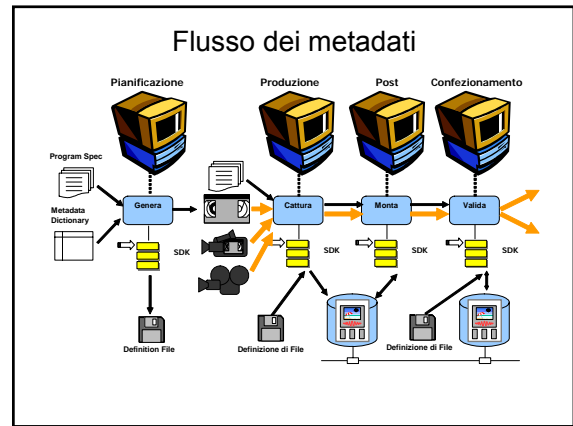 Flusso dei metadati
Pianificazione
Produzione
Post
Confezionamento
Program Spec
Metadata
Dictionary
Genera
Cattura
Monta
Valida
SDK
SDK
SDK
SDK
Definition File
Definizione di File
Definizione di File